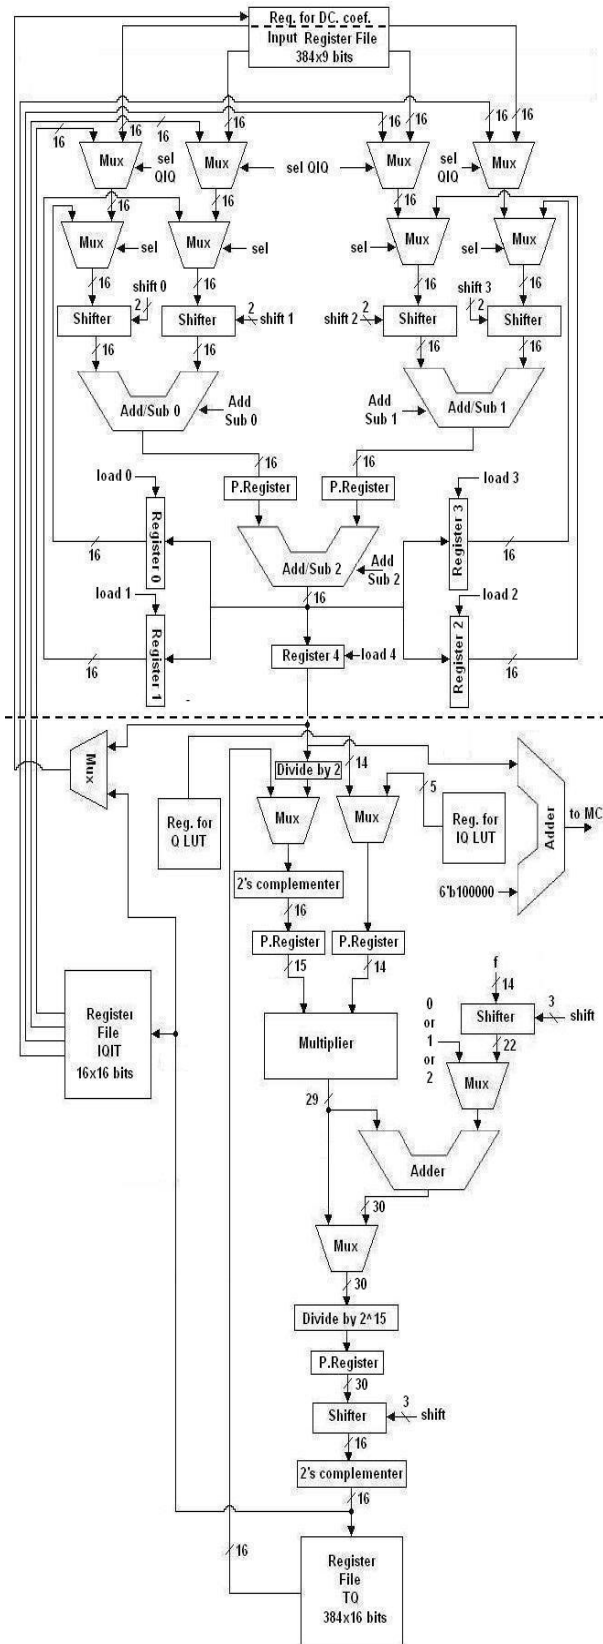 Reg. for DC. coef.
Input Register File
384x9 bits
16 16 16 16 16 16 16 16
Mux Mux Mux Mux
sel QIQ sel QIQ sel QIQ
16 16 16 16
Mux Mux Mux Mux
sel sel sel sel
16 shift 0 16 16 shift 3 16
Shifter 2 Shifter 2 shift 1 shift 2 2 Shifter 2 Shifter
16 16 16 16
Add/Sub 0 Add Sub 0 Add Sub 1 Add/Sub 1
16 16
load 0 P.Register P.Register load 3
Register 0 Register 3
16 Add/Sub 2 Add Sub 2 16
load 1 16 load 2
Register 1 Register 4 load 4 Register 2
16 16
Mux Divide by 2 14
Reg. for Q LUT Mux Mux 5 Reg. for IQ LUT Adder to MC
2's complementer 6'b100000
16
P.Register P.Register
15 14 f
14
Register File IQIT 16x16 bits Multiplier 0 or 1 or 2 Shifter 3 shift
22
29 Mux
Adder
30
Mux
30
Divide by 2^15
P.Register
30
Shifter 3 shift
16
2's complementer
16
16
Register
File
TQ
384x16 bits